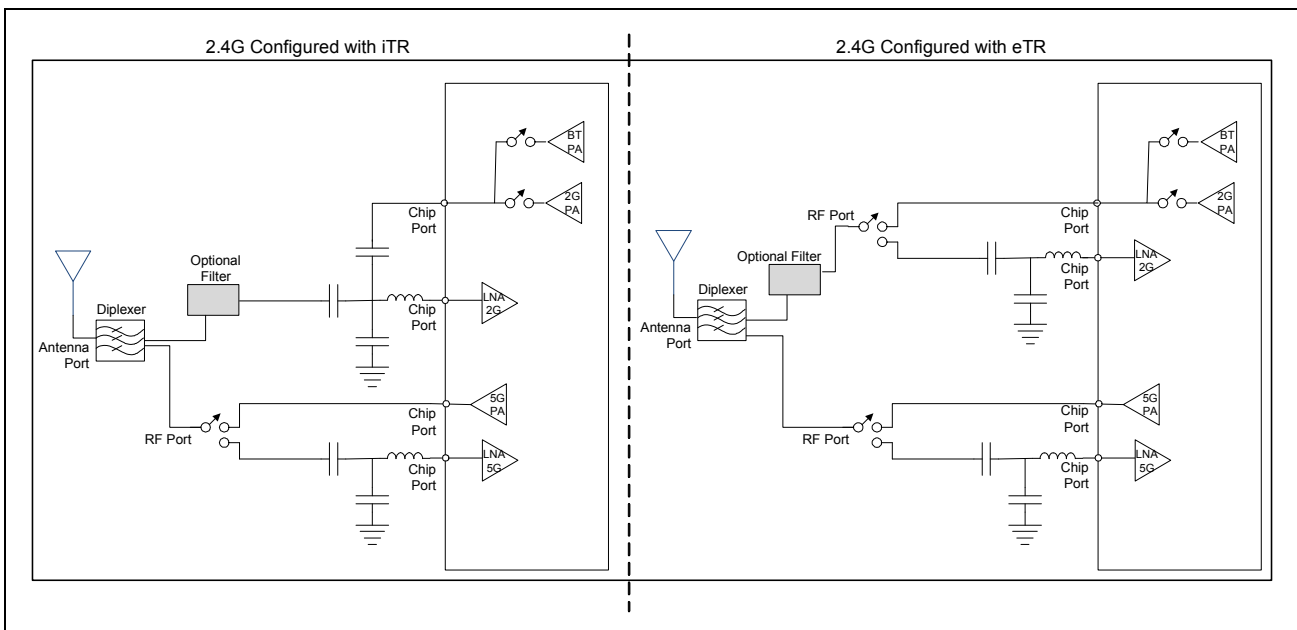 2.4G Configured with iTR
BT
PA
2G
PA
Chip
Port
Optional
Filter
LNA
2G
Chip
Port
Diplexer
Antenna
Port
5G
PA
Chip
Port
RF Port
LNA
5G
Chip
Port
2.4G Configured with eTR
BT
PA
2G
PA
RF Port
Chip
Port
Optional Filter
LNA
2G
Chip
Port
Diplexer
Antenna
Port
5G
PA
Chip
Port
RF Port
LNA
5G
Chip
Port